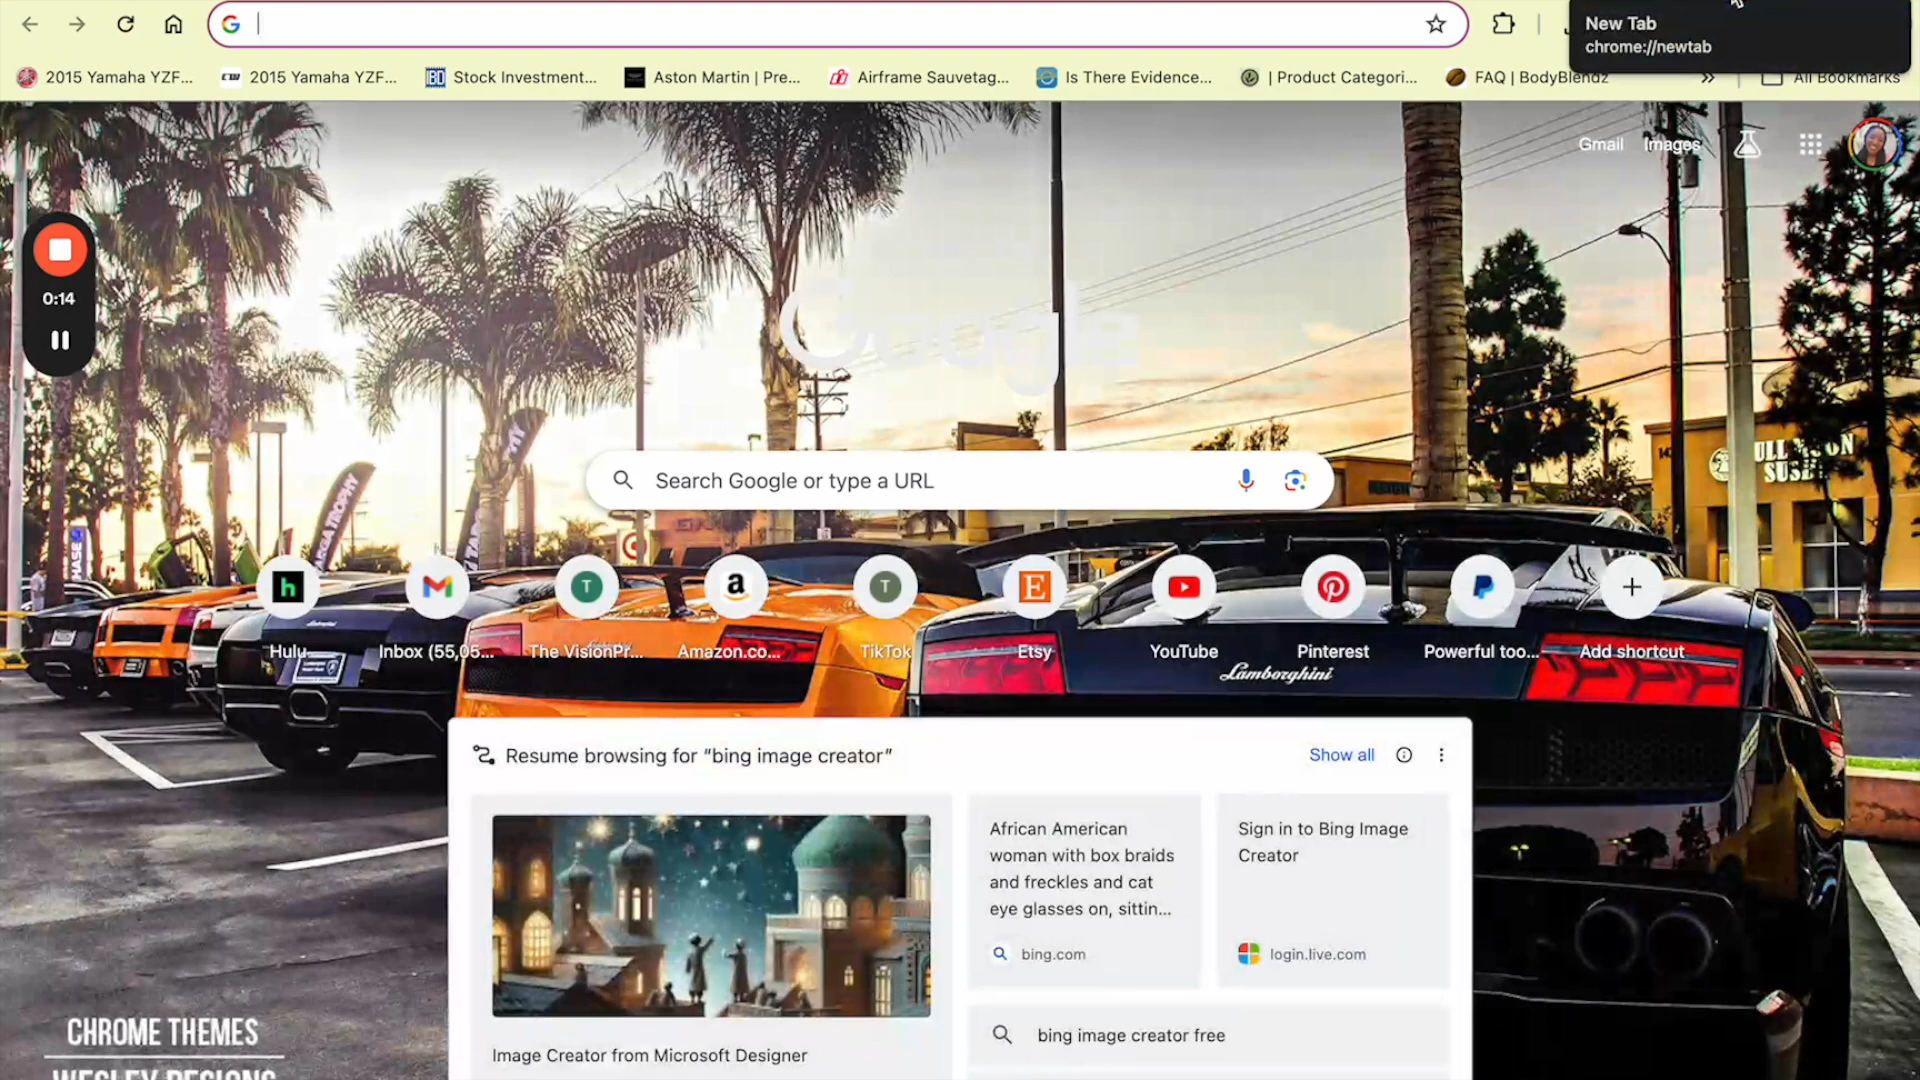 New Tab
chrome://newtab
2015 Yamaha YZF...
2015 Yamaha YZF...
Stock Investment...
Aston Martin | Pre...
Airframe Sauvetag...
Is There Evidence...
| Product Categori...
FAQ | BodyBlendz
»
All Bookmarks
Gmail
Images
0:14
Google
Search Google or type a URL
Hulu
Inbox (55,05...
The VisionPr...
Amazon.co...
TikTok
Etsy
YouTube
Pinterest
Powerful too...
Add shortcut
Lamborghini
Resume browsing for “bing image creator”
Show all
African American
woman with box braids
and freckles and cat
eye glasses on, sittin...
bing.com
Sign in to Bing Image
Creator
login.live.com
Image Creator from Microsoft Designer
bing image creator free
CHROME THEMES
WESLEY DESIGNS